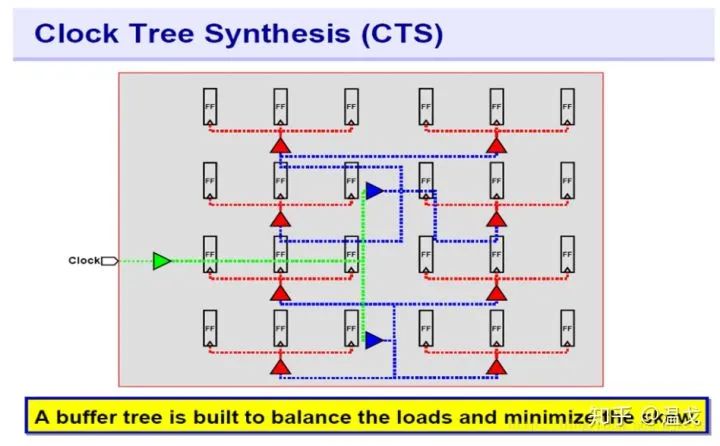 Clock Tree Synthesis (CTS)
FF FF FF FF FF FF
FF FF FF FF FF FF
Clock
FF FF FF FF FF FF
FF FF FF FF FF FF
A buffer tree is built to balance the loads and minimize the skew
知乎 @温戈